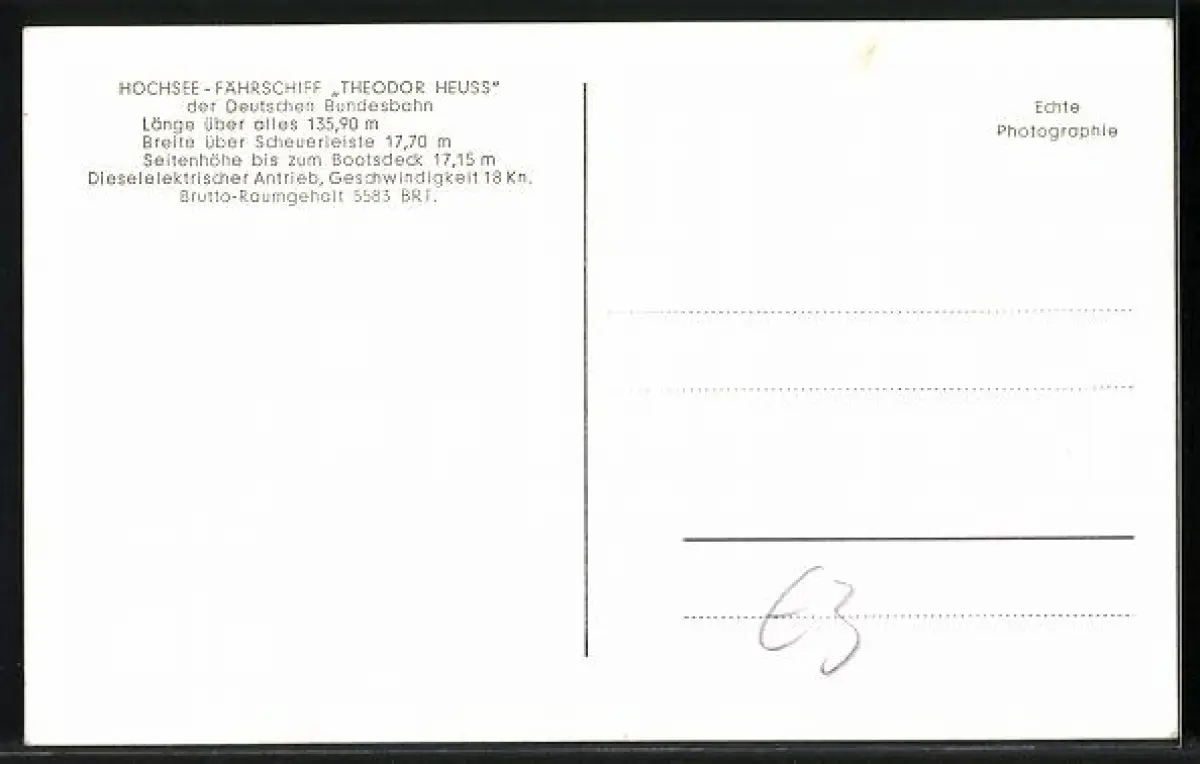 HOCHSEE-FÄHRSCHIFF „THEODOR HEUSS"
der Deutschen Bundesbahn
Länge über alles 135,90 m
Breite über Scheuerleiste 17,70 m
Seitenhöhe bis zum Bootsdeck 17,15 m
Dieselelektrischer Antrieb, Geschwindigkeit 18 Kn.
Brutto-Raumgehalt 5583 BRT.
Echte
Photographie
63